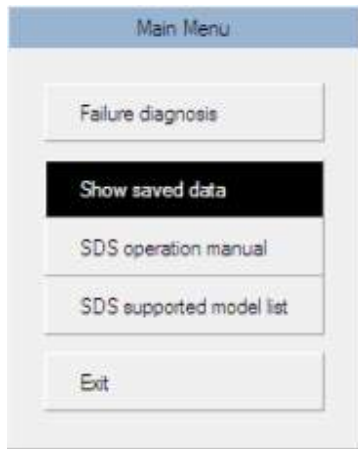 Main Menu
Failure diagnosis
Show saved data
SDS operation manual
SDS supported model list
Exit